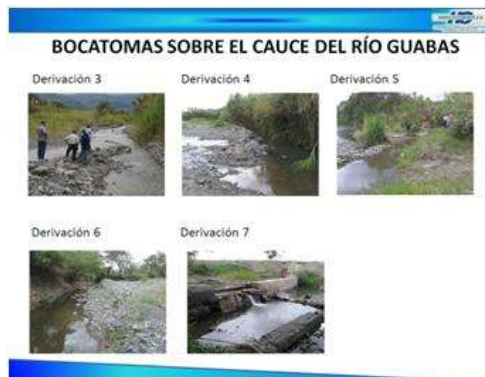 BOCATOMAS SOBRE EL CAUCE DEL RÍO GUABAS
Derivación 3
Derivación 4
Derivación 5
Derivación 6
Derivación 7